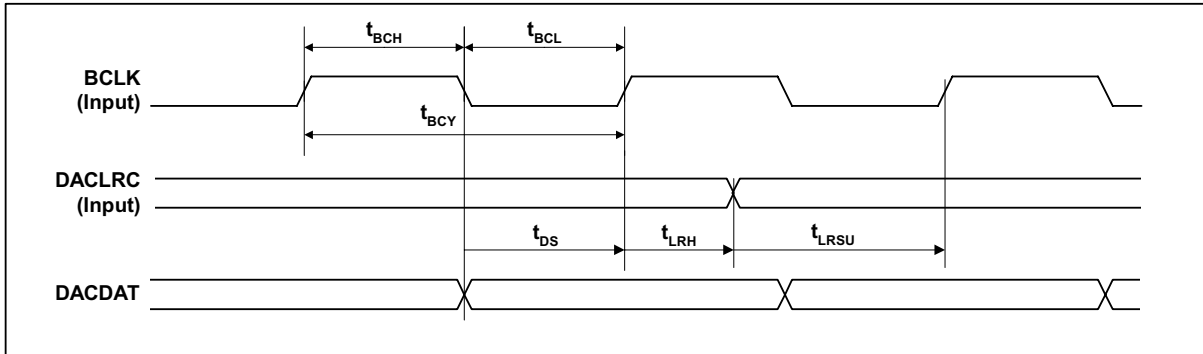 tBCH
tBCL
BCLK
(Input)
tBCY
DACLRC
(Input)
tDS
tLRH
tLRSU
DACDAT